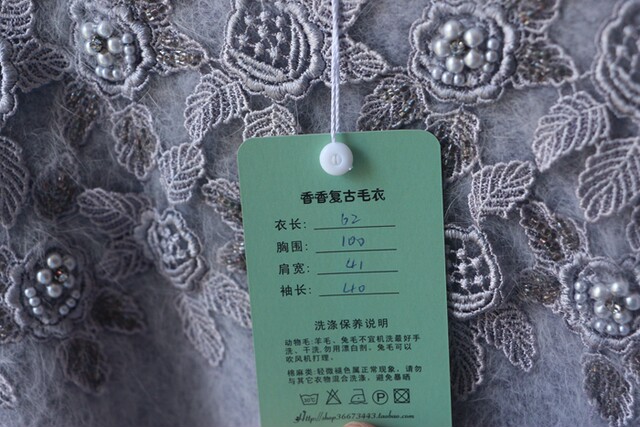 香香复古毛衣
衣长: 62
胸围: 100
肩宽: 41
袖长: 40
洗涤保养说明
动物毛:羊毛、兔毛不宜机洗最好手
洗、干洗,勿用漂白剂，兔毛可以
吹风机打理。
棉麻类:轻微褪色属正常现象，请勿
与其它衣物混合洗涤，避免暴晒
Http://shop36673443.taobao.com